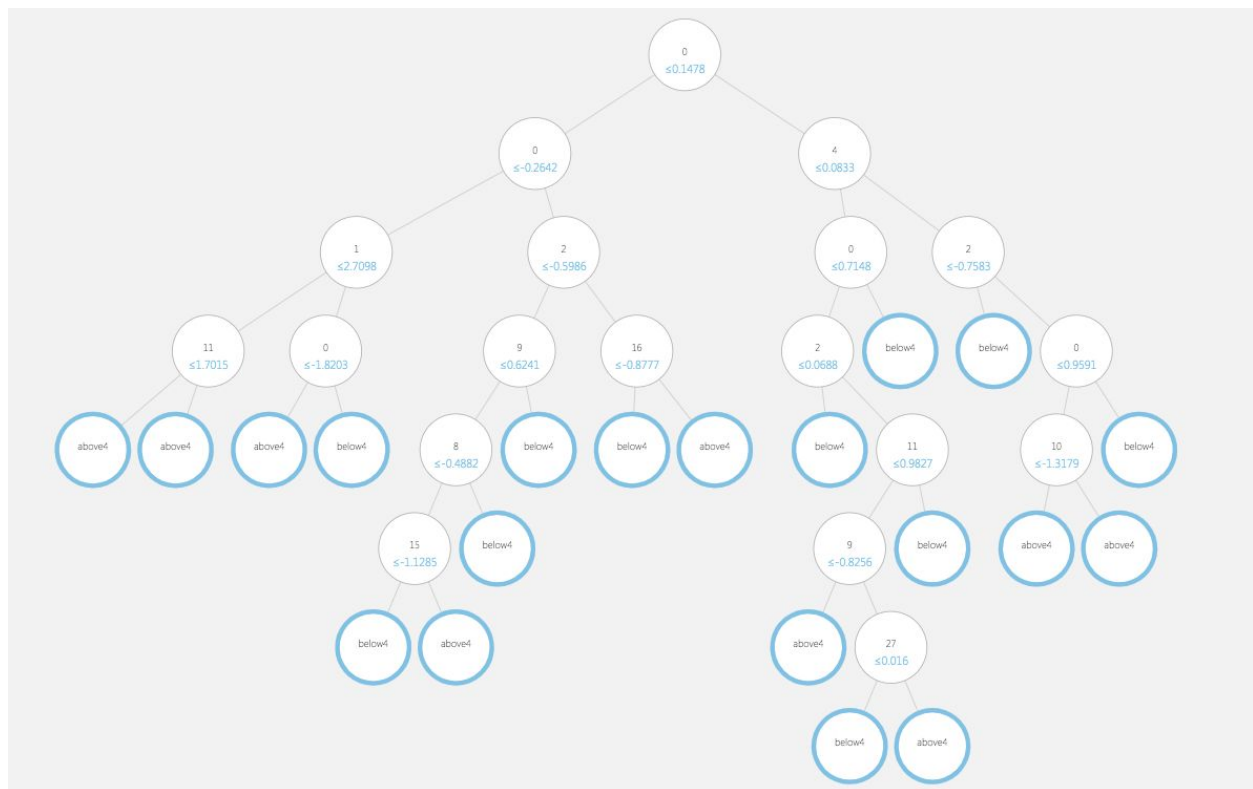 0
≤0.1478
0
≤-0.2642
4
≤0.0833
1
≤2.7098
2
≤-0.5986
0
≤0.7148
2
≤-0.7583
11
≤1.7015
0
≤-1.8203
9
≤0.6241
16
≤-0.8777
2
≤0.0688
below4
below4
0
≤0.9591
above4
above4
above4
below4
8
≤-0.4882
below4
below4
above4
below4
11
≤0.9827
10
≤-1.3179
below4
15
≤-1.1285
below4
9
≤-0.8256
below4
above4
above4
below4
above4
above4
27
≤0.016
below4
above4